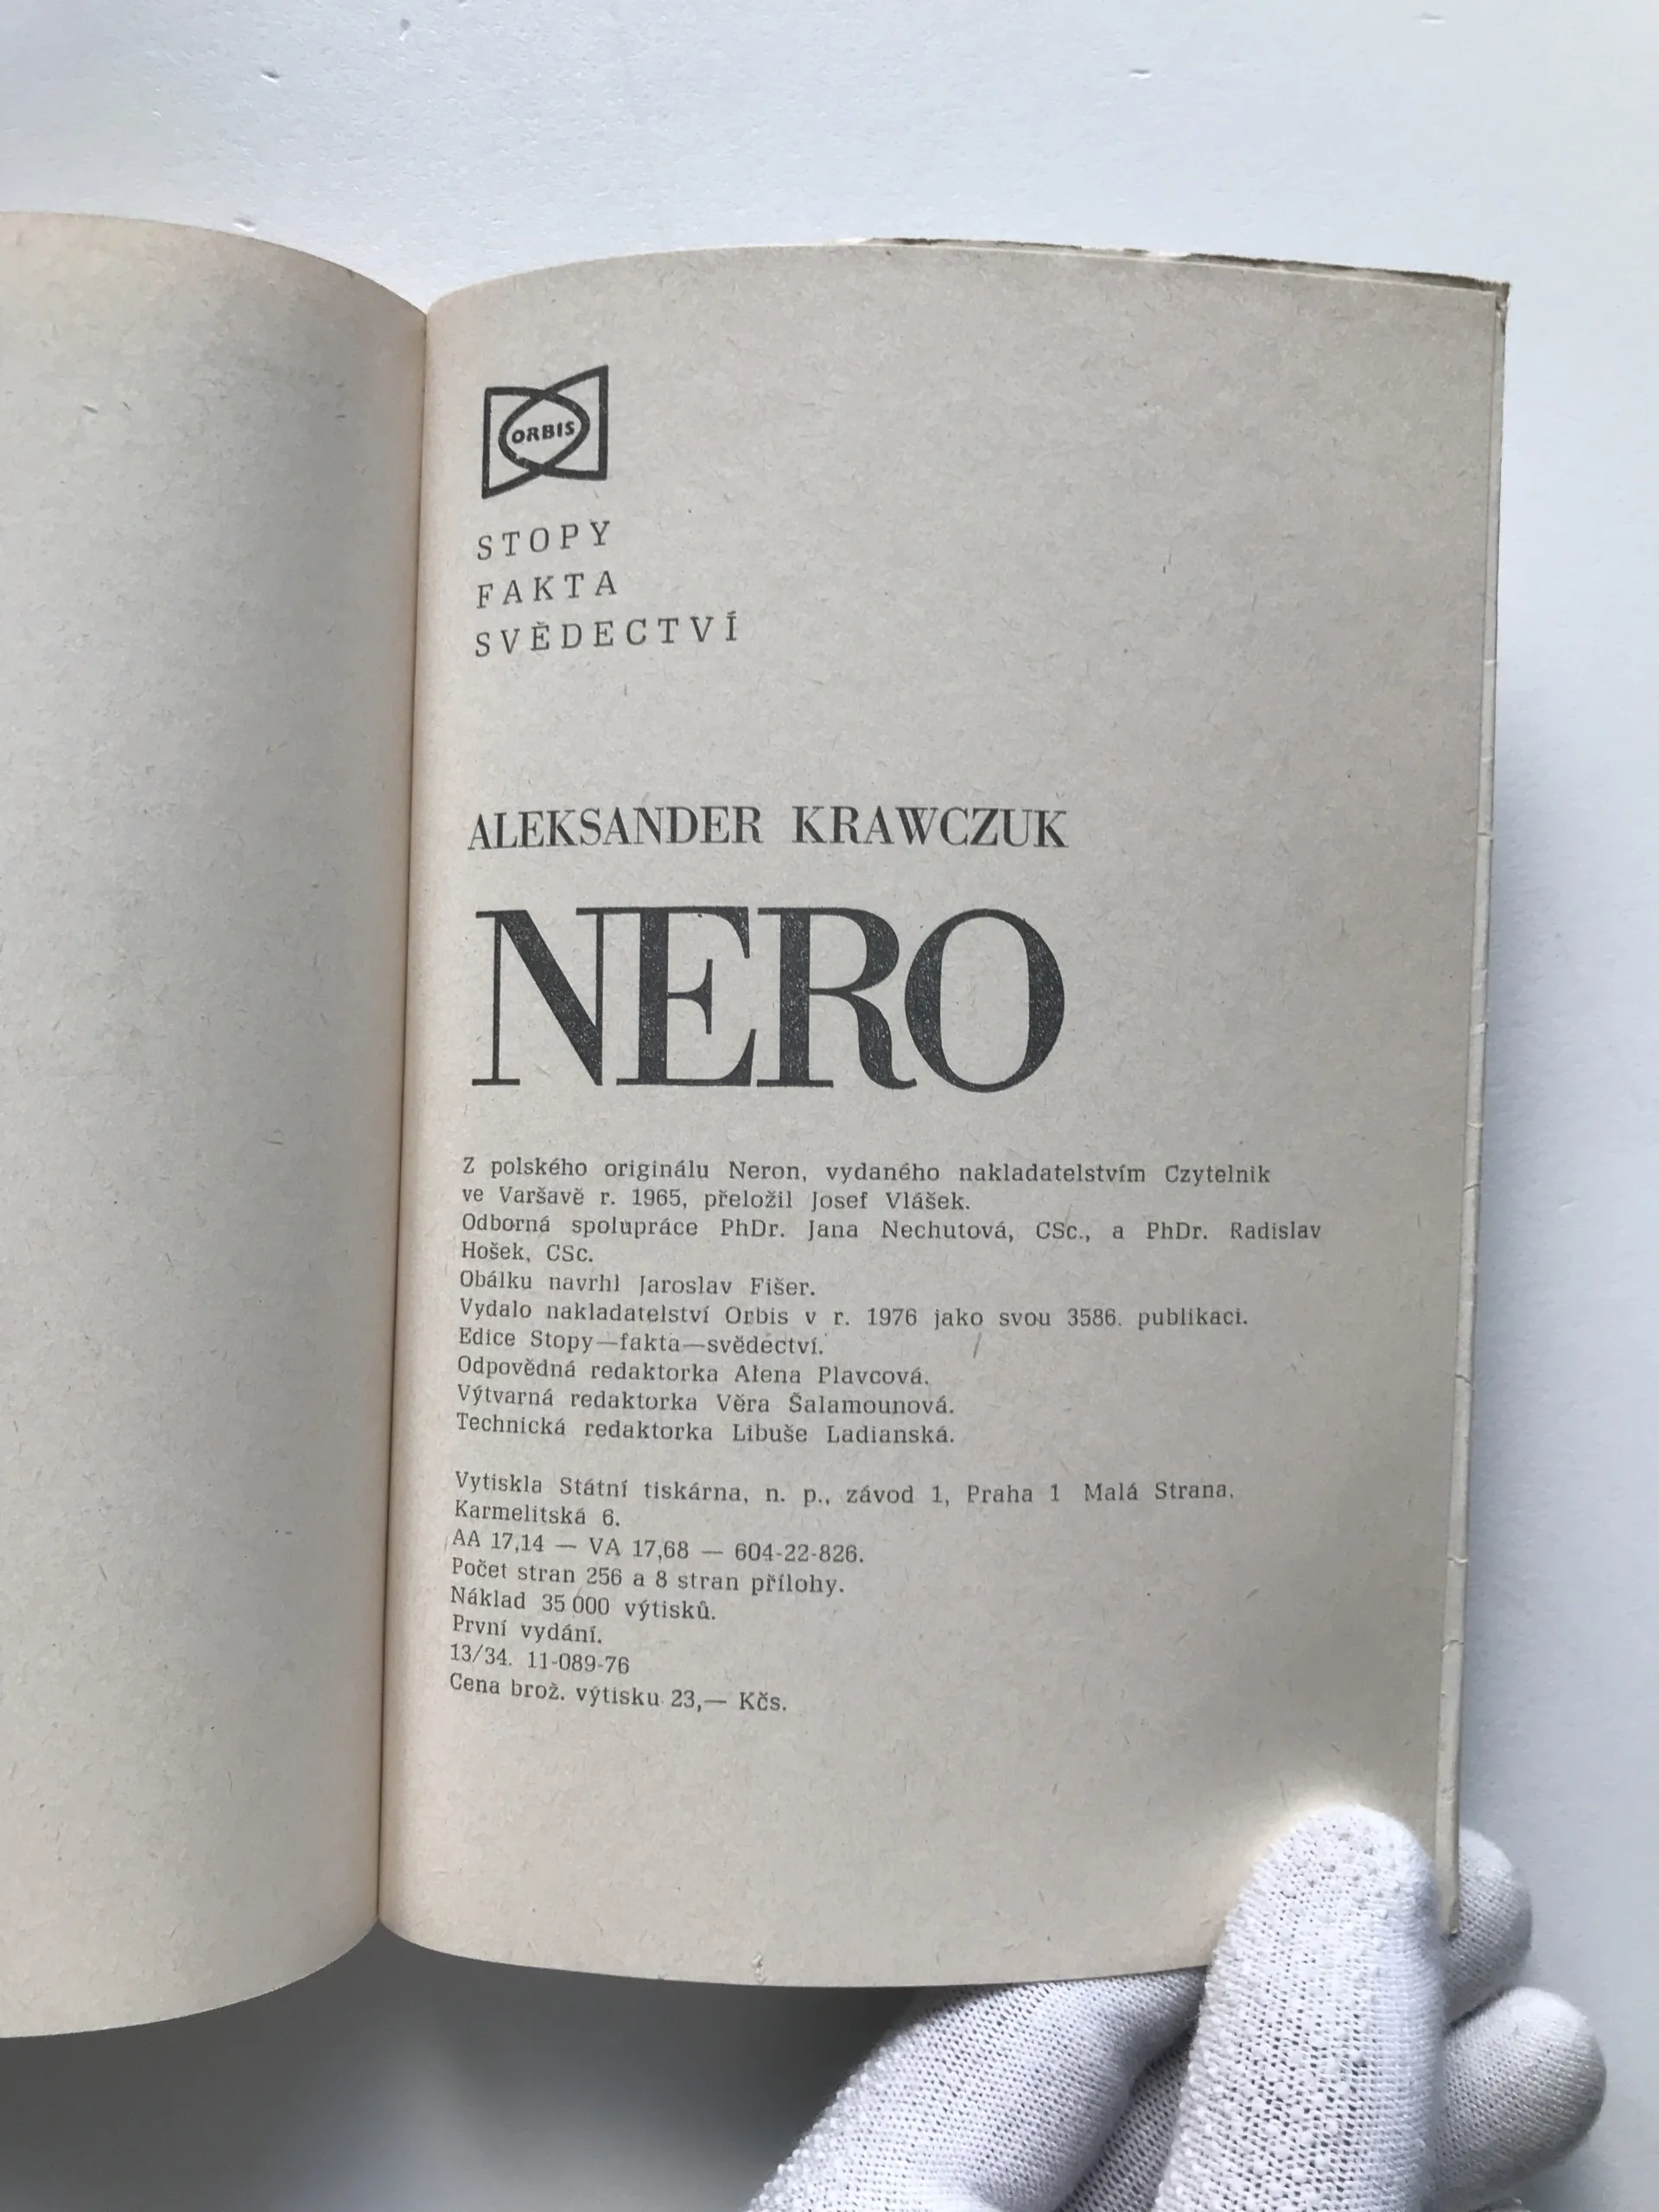 ORBIS
STOPY
FAKTA
SVĚDECTVÍ
ALEKSANDER KRAWCZUK
NERO
Z polského originálu Neron, vydaného nakladatelstvím Czytelnik
ve Varšavě r. 1965, přeložil Josef Vlášek.
Odborná spolupráce PhDr. Jana Nechutová, CSc., a PhDr. Radislav
Hošek, CSc.
Obálku navrhl Jaroslav Fišer.
Vydalo nakladatelství Orbis v r. 1976 jako svou 3586. publikaci.
Edice Stopy—fakta—svědectví.
Odpovědná redaktorka Alena Plavcová.
Výtvarná redaktorka Věra Šalamounová.
Technická redaktorka Libuše Ladianská.
Vytiskla Státní tiskárna, n. p., závod 1, Praha 1 Malá Strana,
Karmelitská 6.
AA 17,14 — VA 17,68 — 604-22-826.
Počet stran 256 a 8 stran přílohy.
Náklad 35 000 výtisků.
První vydání.
13/34. 11-089-76
Cena brož. výtisku 23,— Kčs.